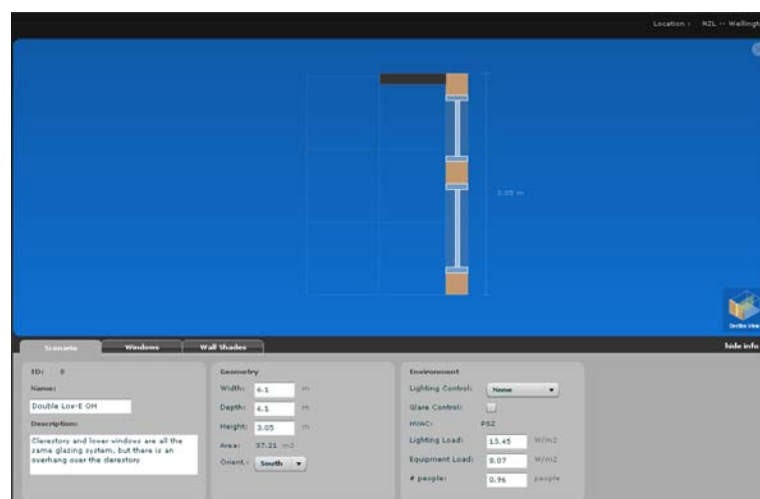 Location : NZL -- Wellingt
3.05 m
Section View
hide info
Scenario Windows Wall Shades
ID: 0
Name:
Double Low-E OH
Description:
Clerestory and lower windows are all the
same glazing system, but there is an
overhang over the clerestory
Geometry
Width: 6.1 m
Depth: 6.1 m
Height: 3.05 m
Area: 37.21 m2
Orient.: South
Environment
Lighting Control: None
Glare Control:
HVAC: PSZ
Lighting Load: 13.45 W/m2
Equipment Load: 8.07 W/m2
# people: 0.96 people